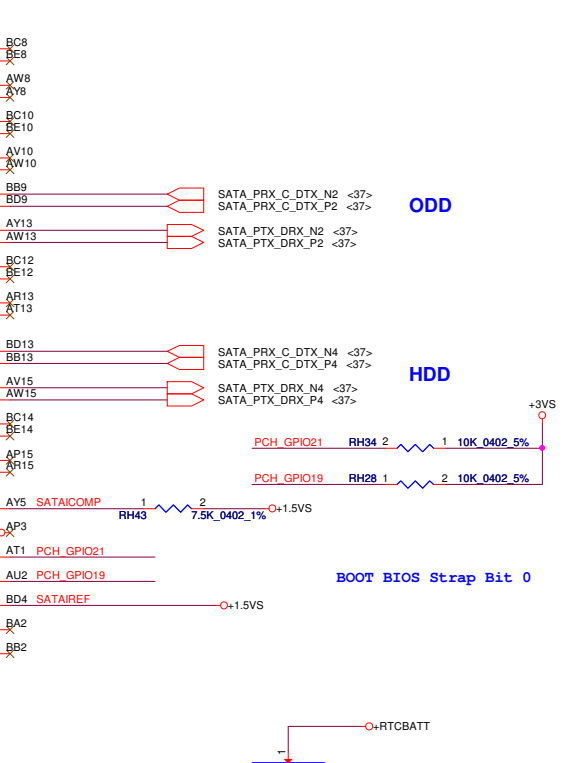 BC8
BE8
AW8
AY8
BC10
BE10
AV10
AW10
BB9
BD9
SATA_PRX_C_DTX_N2 <37>
SATA_PRX_C_DTX_P2 <37>
ODD
AY13
AW13
SATA_PTX_DRX_N2 <37>
SATA_PTX_DRX_P2 <37>
BC12
BE12
AR13
AT13
BD13
BB13
SATA_PRX_C_DTX_N4 <37>
SATA_PRX_C_DTX_P4 <37>
HDD
AV15
AW15
SATA_PTX_DRX_N4 <37>
SATA_PTX_DRX_P4 <37>
+3VS
BC14
BE14
PCH_GPIO21 RH34 2 1 10K_0402_5%
AP15
AR15
PCH_GPIO19 RH28 1 2 10K_0402_5%
AY5 SATAICOMP 1 2 +1.5VS
RH43 7.5K_0402_1%
AP3
AT1 PCH_GPIO21
AU2 PCH_GPIO19
BOOT BIOS Strap Bit 0
BD4 SATAIREF +1.5VS
BA2
BB2
+RTCBATT
1